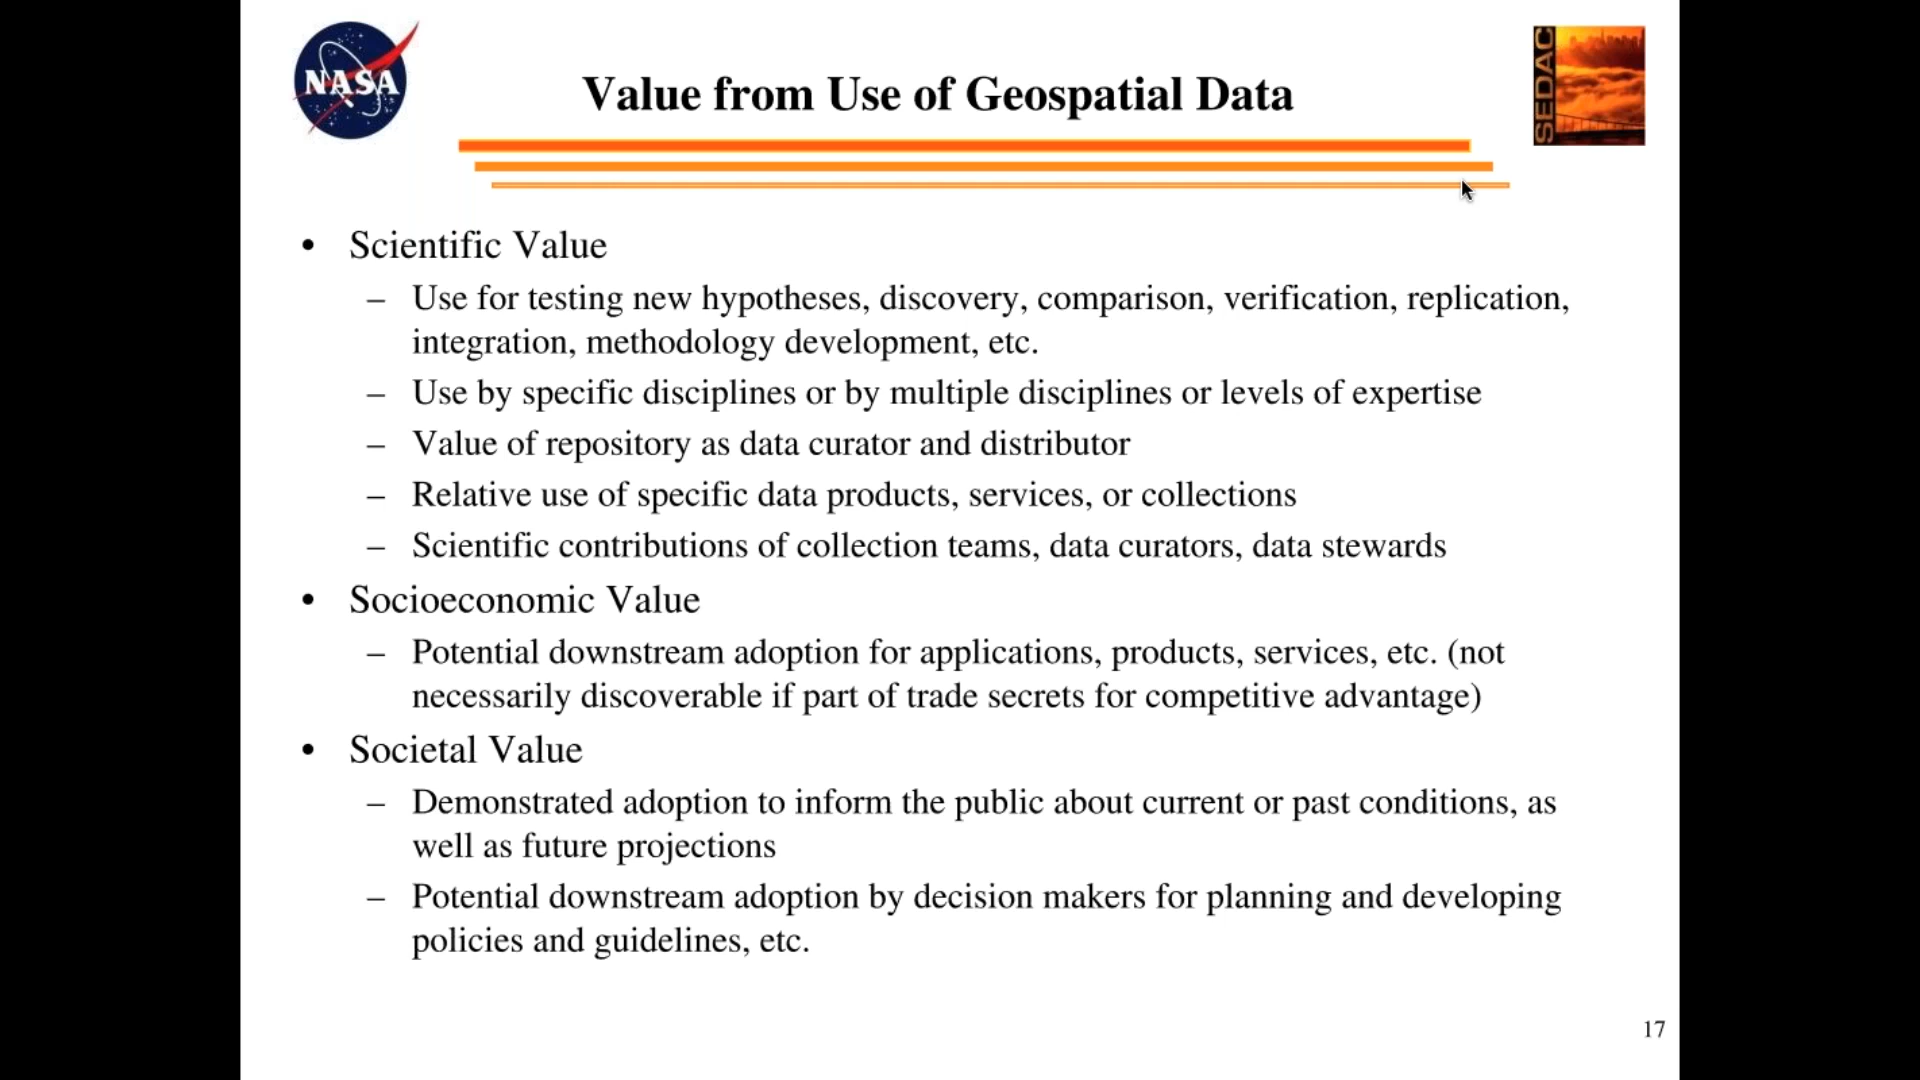 NASA
SEDAC
Value from Use of Geospatial Data
• Scientific Value
– Use for testing new hypotheses, discovery, comparison, verification, replication,
integration, methodology development, etc.
– Use by specific disciplines or by multiple disciplines or levels of expertise
– Value of repository as data curator and distributor
– Relative use of specific data products, services, or collections
– Scientific contributions of collection teams, data curators, data stewards
• Socioeconomic Value
– Potential downstream adoption for applications, products, services, etc. (not
necessarily discoverable if part of trade secrets for competitive advantage)
• Societal Value
– Demonstrated adoption to inform the public about current or past conditions, as
well as future projections
– Potential downstream adoption by decision makers for planning and developing
policies and guidelines, etc.
17